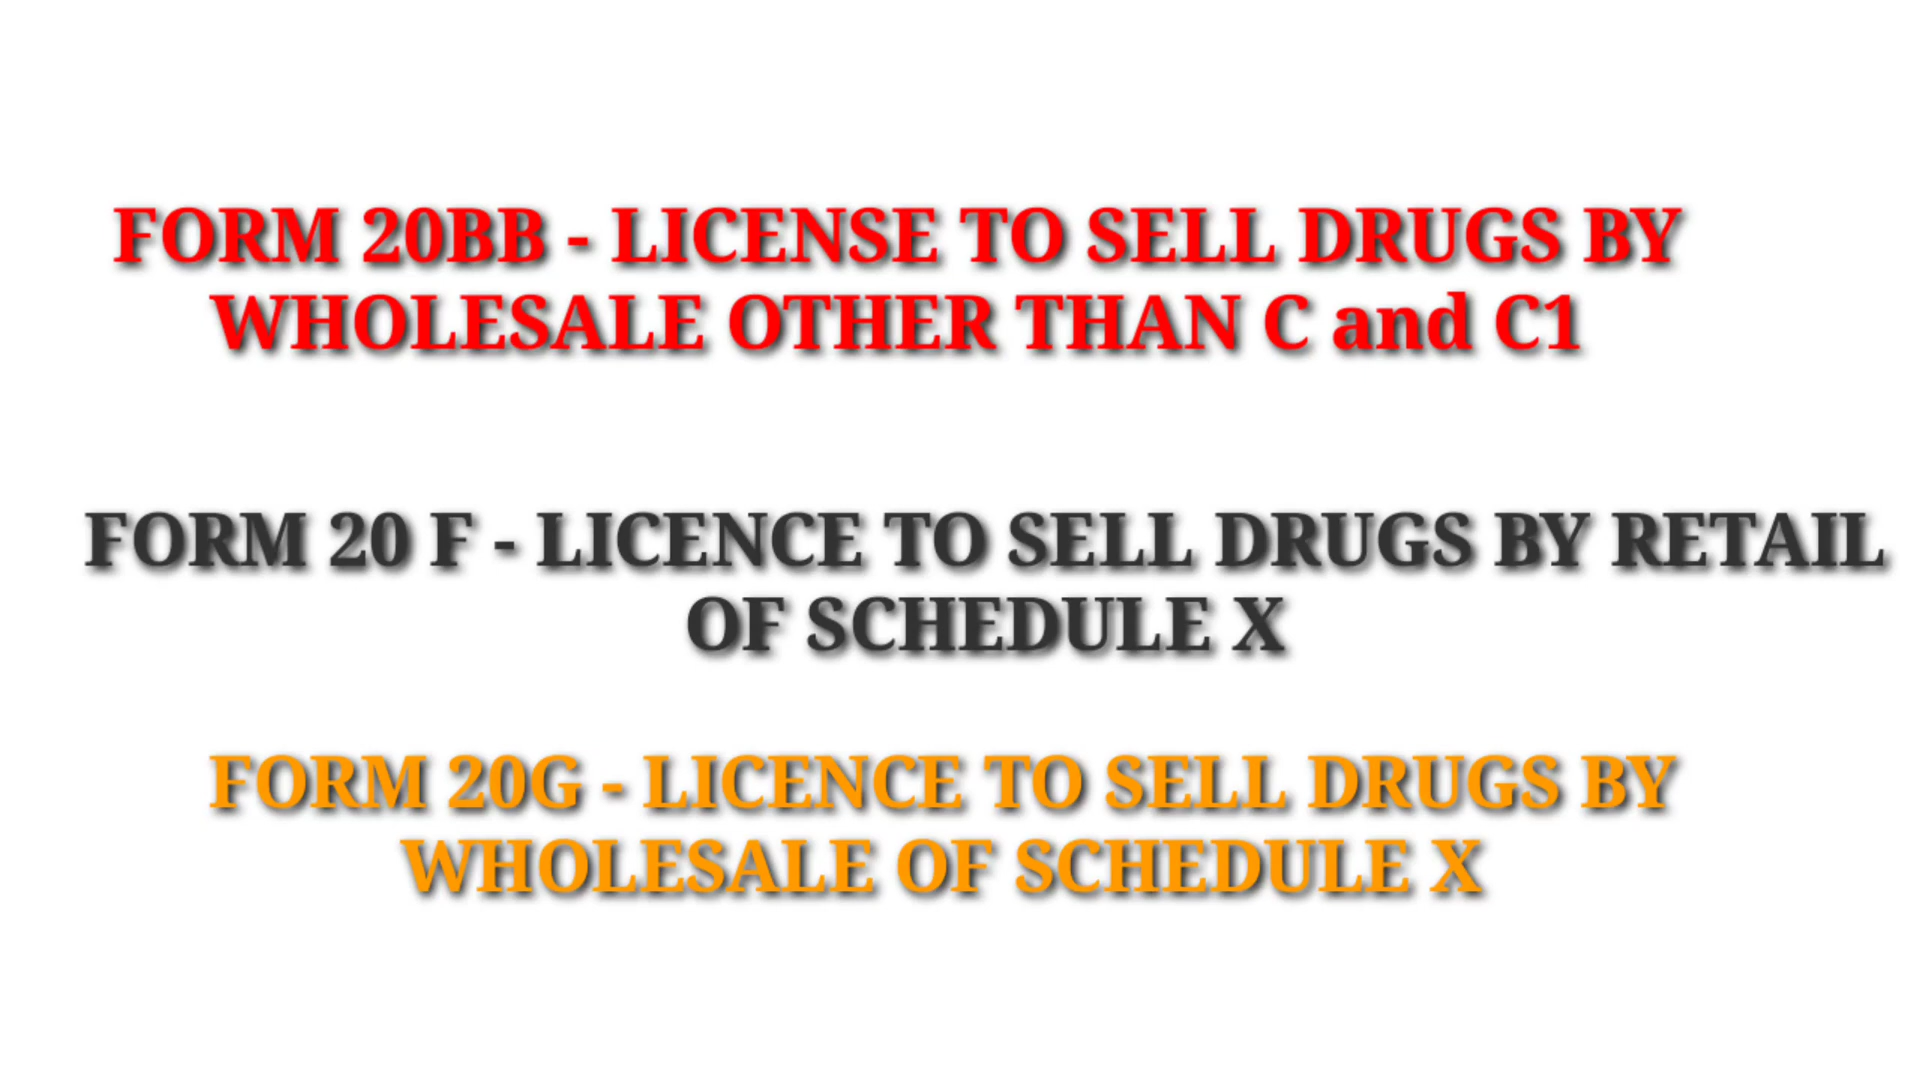 FORM 20BB - LICENSE TO SELL DRUGS BY
WHOLESALE OTHER THAN C and C1
FORM 20 F - LICENCE TO SELL DRUGS BY RETAIL
OF SCHEDULE X
FORM 20G - LICENCE TO SELL DRUGS BY
WHOLESALE OF SCHEDULE X